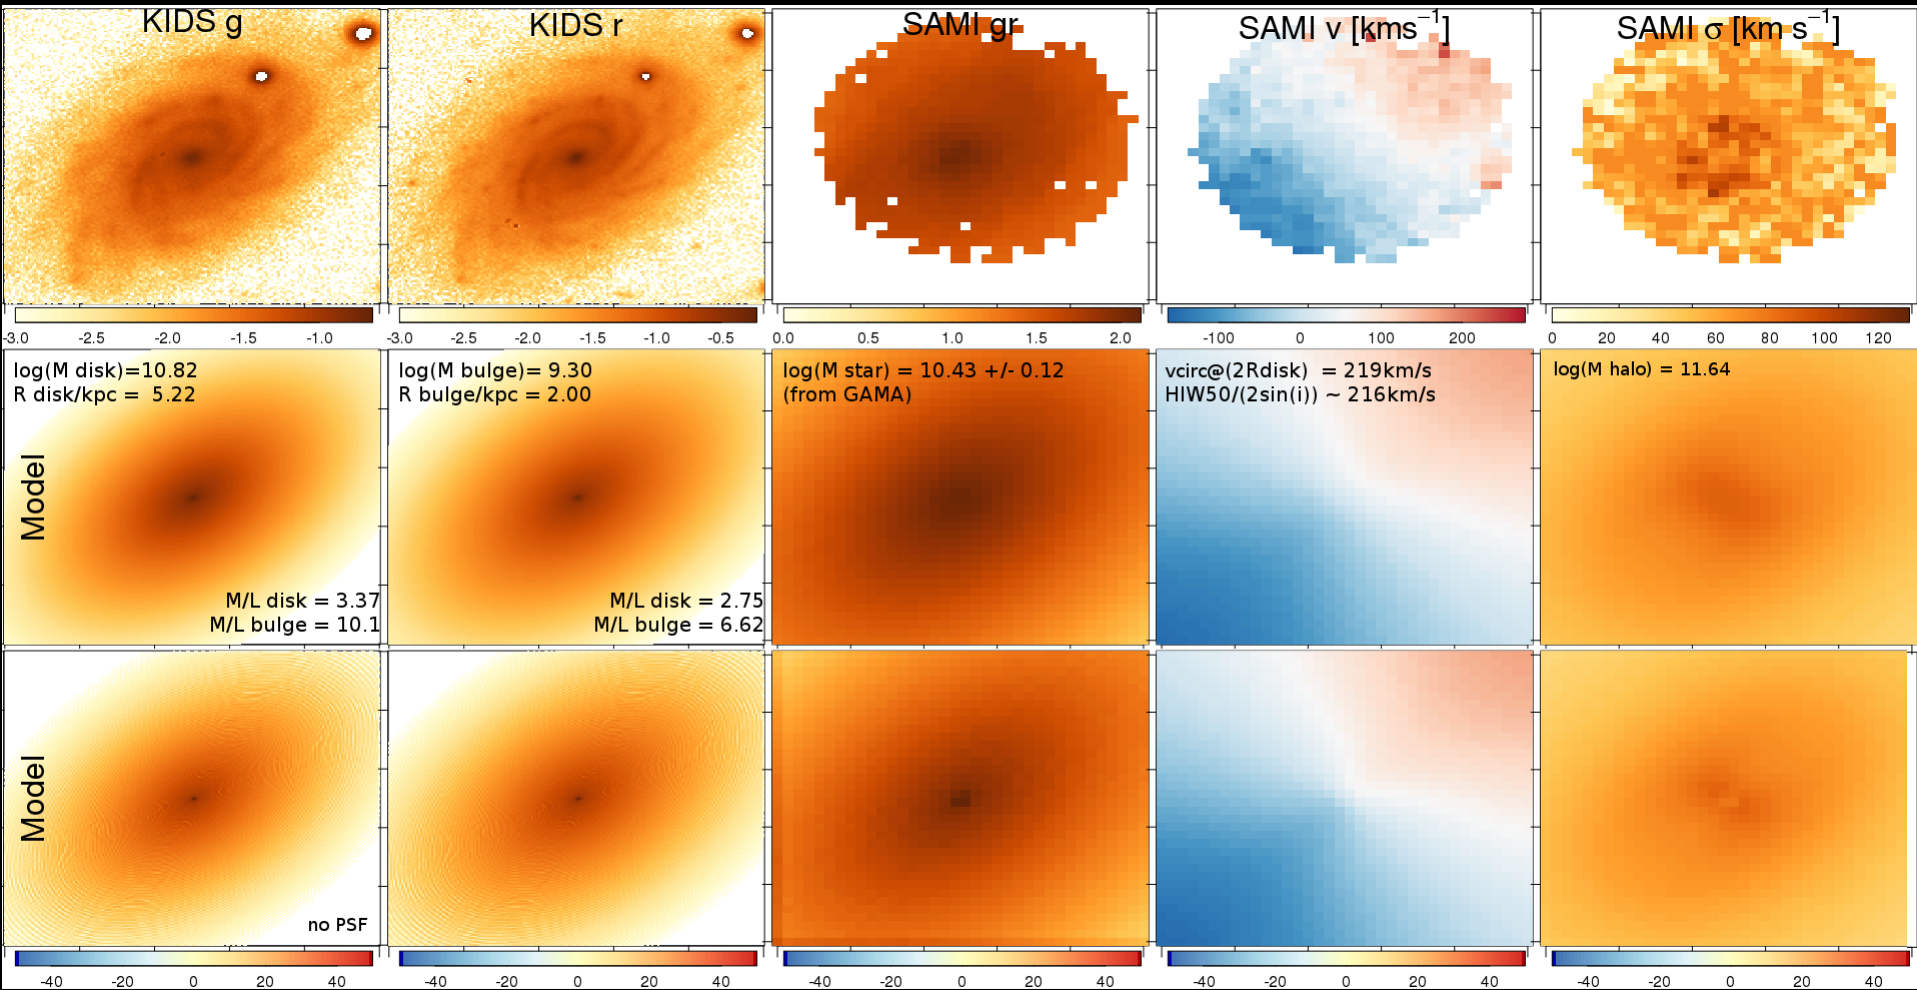 KIDS g
KIDS r
SAMI gr
SAMI v [kms⁻¹]
SAMI σ [km s⁻¹]
-3.0 -2.5 -2.0 -1.5 -1.0
-3.0 -2.5 -2.0 -1.5 -1.0 -0.5
0.0 0.5 1.0 1.5 2.0
-100 0 100 200
0 20 40 60 80 100 120
log(M disk)=10.82
R disk/kpc = 5.22
log(M bulge)= 9.30
R bulge/kpc = 2.00
log(M star) = 10.43 +/- 0.12
(from GAMA)
vcirc@(2Rdisk) = 219km/s
HIW50/(2sin(i)) ~ 216km/s
log(M halo) = 11.64
Model
M/L disk = 3.37
M/L bulge = 10.1
M/L disk = 2.75
M/L bulge = 6.62
Model
no PSF
-40 -20 0 20 40
-40 -20 0 20 40
-40 -20 0 20 40
-40 -20 0 20 40
-40 -20 0 20 40